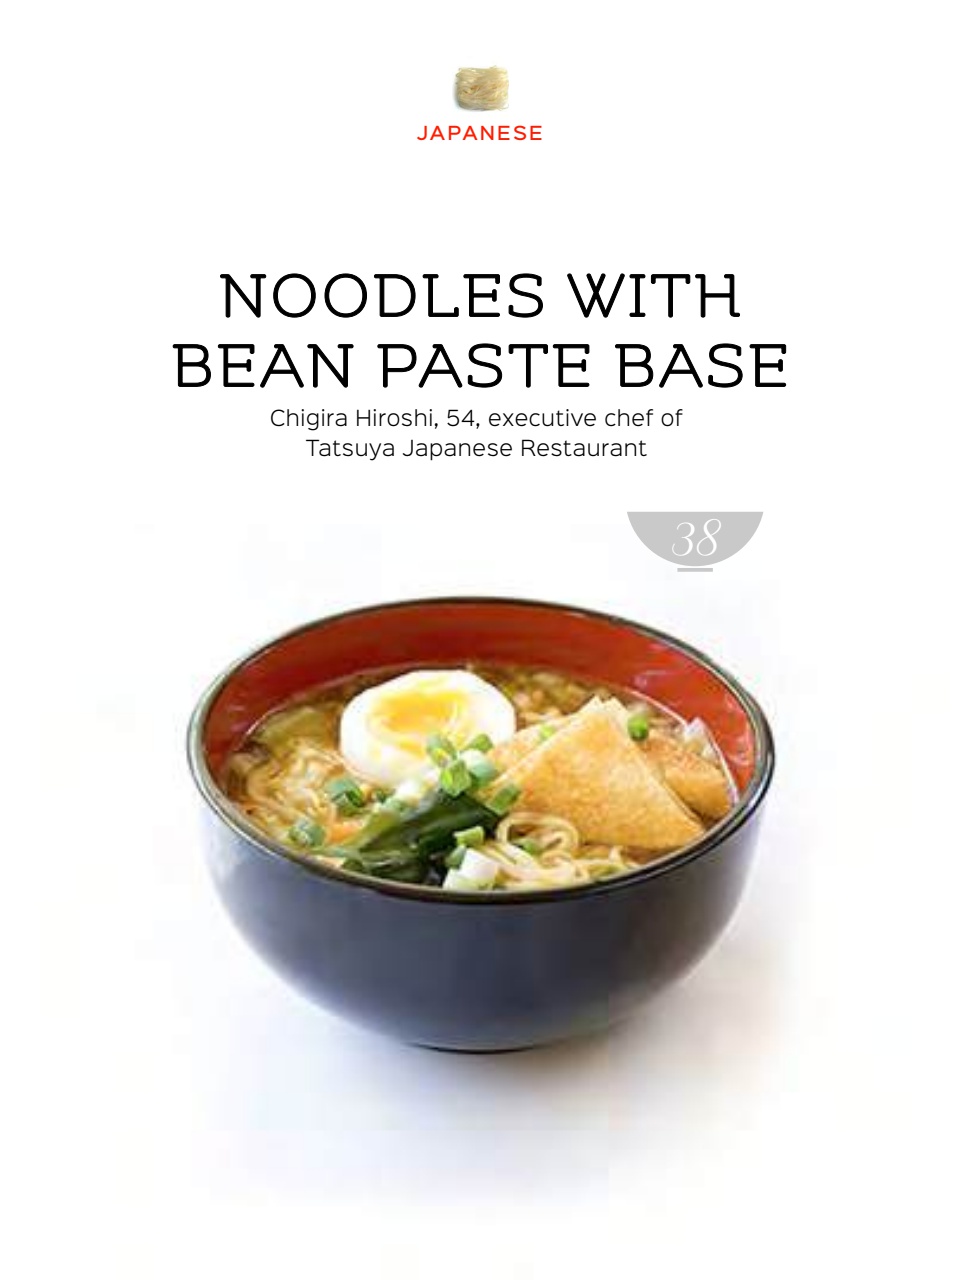 JAPANESE
NOODLES WITH
BEAN PASTE BASE
Chigira Hiroshi, 54, executive chef of
Tatsuya Japanese Restaurant
38